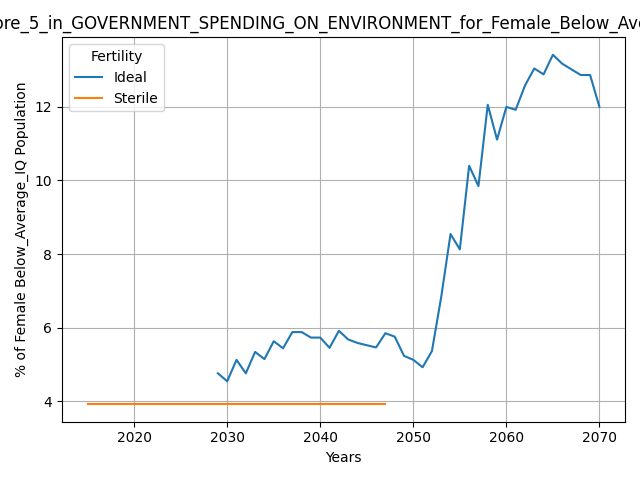 ore_5_in_GOVERNMENT_SPENDING_ON_ENVIRONMENT_for_Female_Below_Ave
Fertility
Ideal
Sterile
% of Female Below_Average_IQ Population
12
10
8
6
4
2020 2030 2040 2050 2060 2070
Years